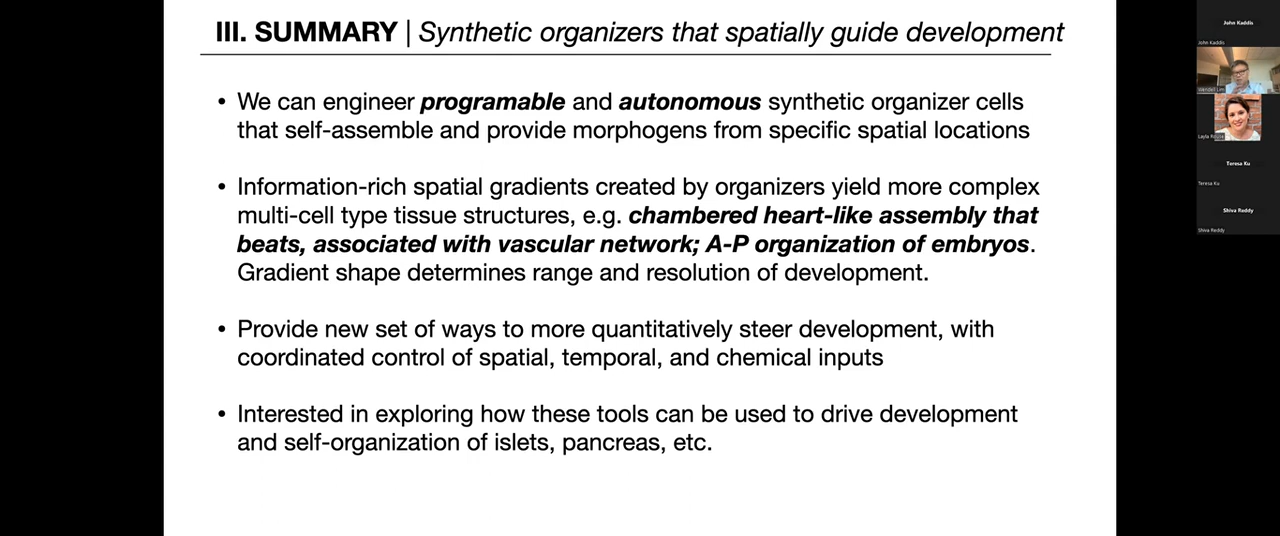 III. SUMMARY | Synthetic organizers that spatially guide development
• We can engineer programable and autonomous synthetic organizer cells
that self-assemble and provide morphogens from specific spatial locations
• Information-rich spatial gradients created by organizers yield more complex
multi-cell type tissue structures, e.g. chambered heart-like assembly that
beats, associated with vascular network; A-P organization of embryos.
Gradient shape determines range and resolution of development.
• Provide new set of ways to more quantitatively steer development, with
coordinated control of spatial, temporal, and chemical inputs
• Interested in exploring how these tools can be used to drive development
and self-organization of islets, pancreas, etc.
John Kaddis
John Kaddis
Wendell Lim
Layla
Teresa Ku
Teresa Ku
Shiva Reddy
Shiva Reddy